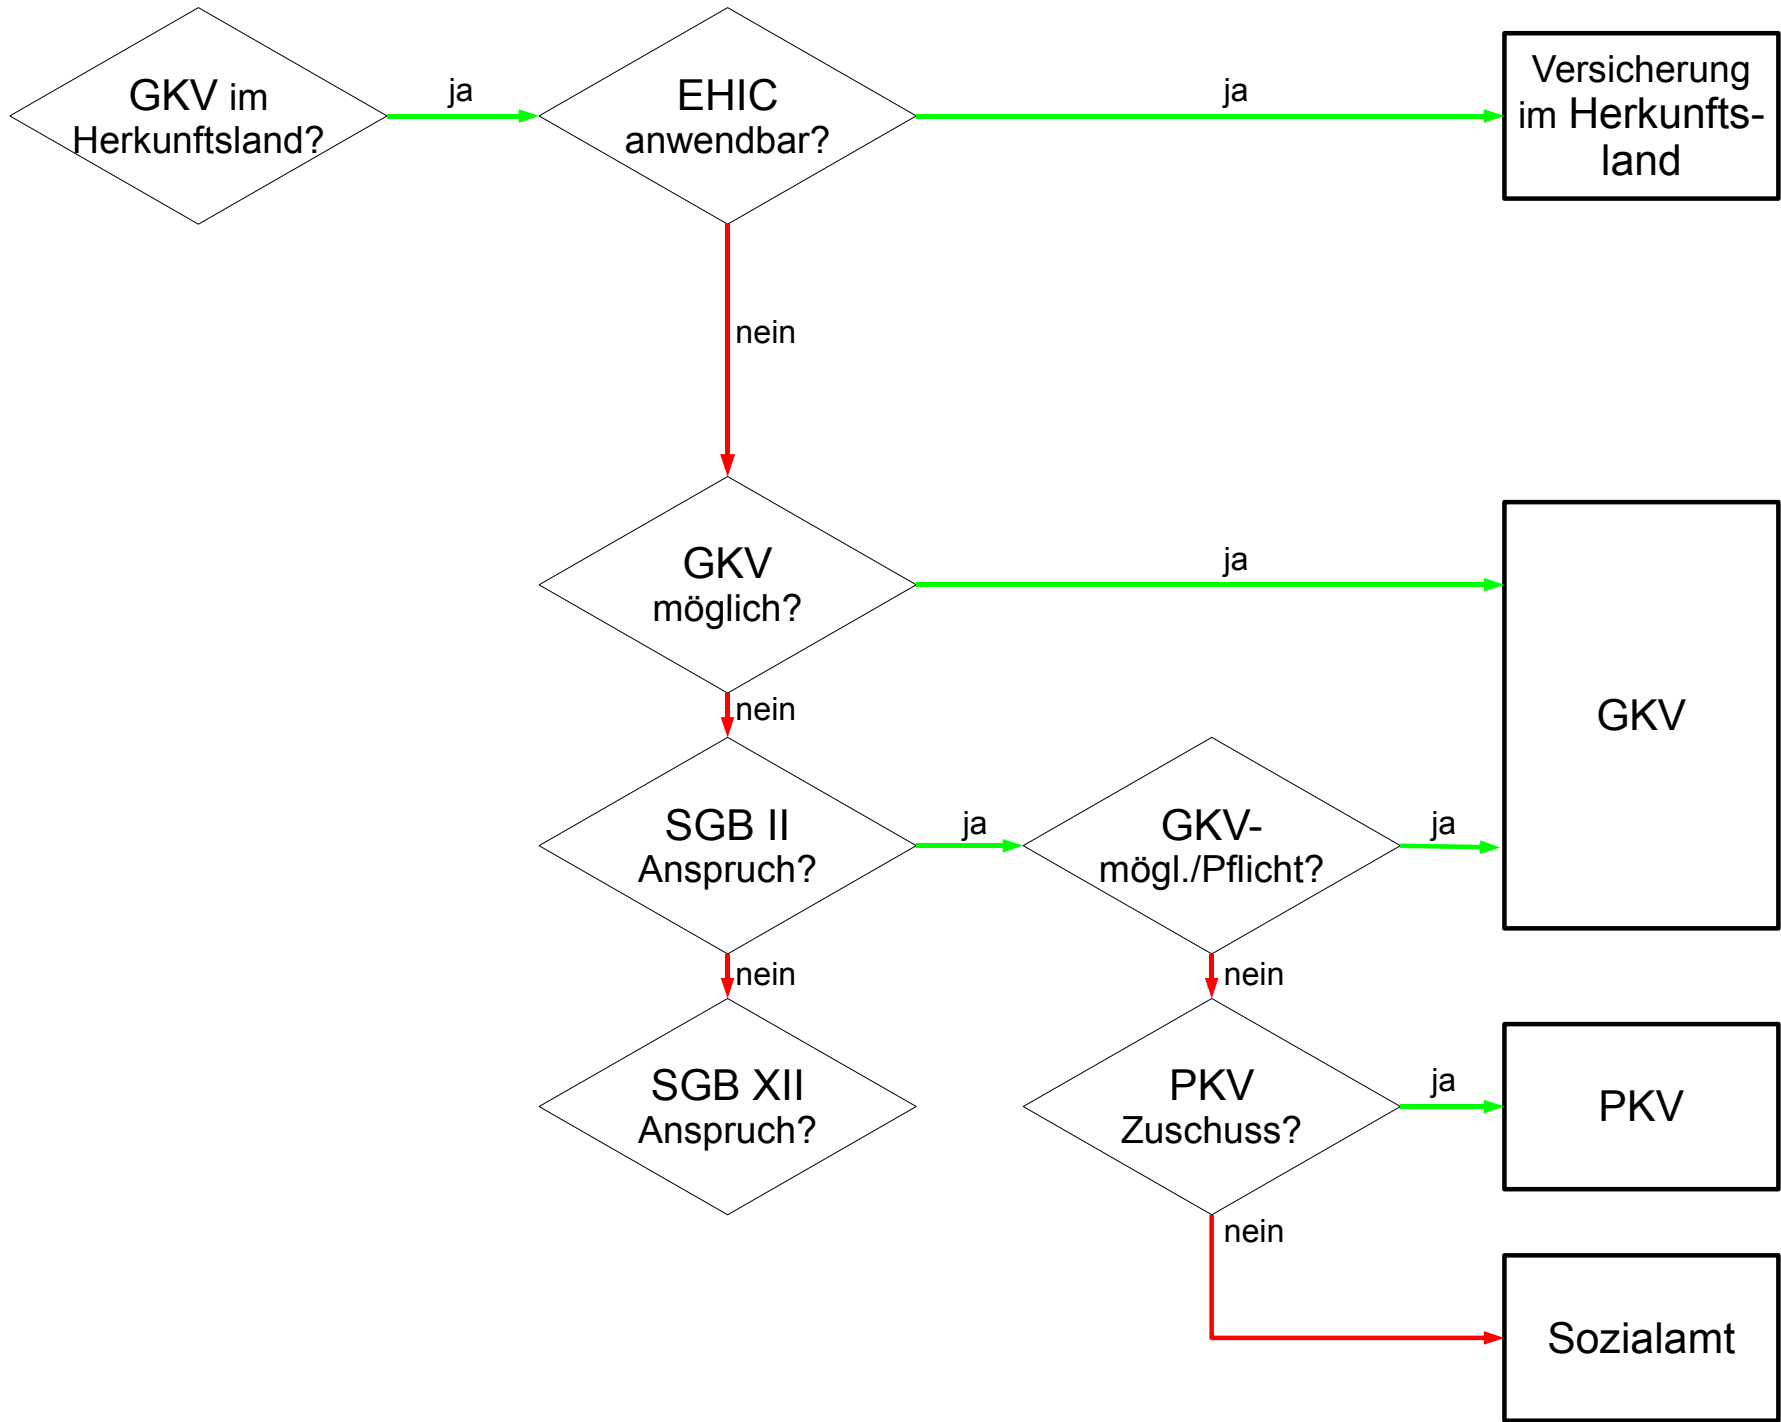 GKV im
Herkunftsland?
ja
EHIC
anwendbar?
ja
Versicherung
im Herkunfts-
land
nein
GKV
möglich?
ja
GKV
nein
SGB II
Anspruch?
ja
GKV-
mögl./Pflicht?
ja
nein
nein
SGB XII
Anspruch?
PKV
Zuschuss?
ja
PKV
nein
Sozialamt